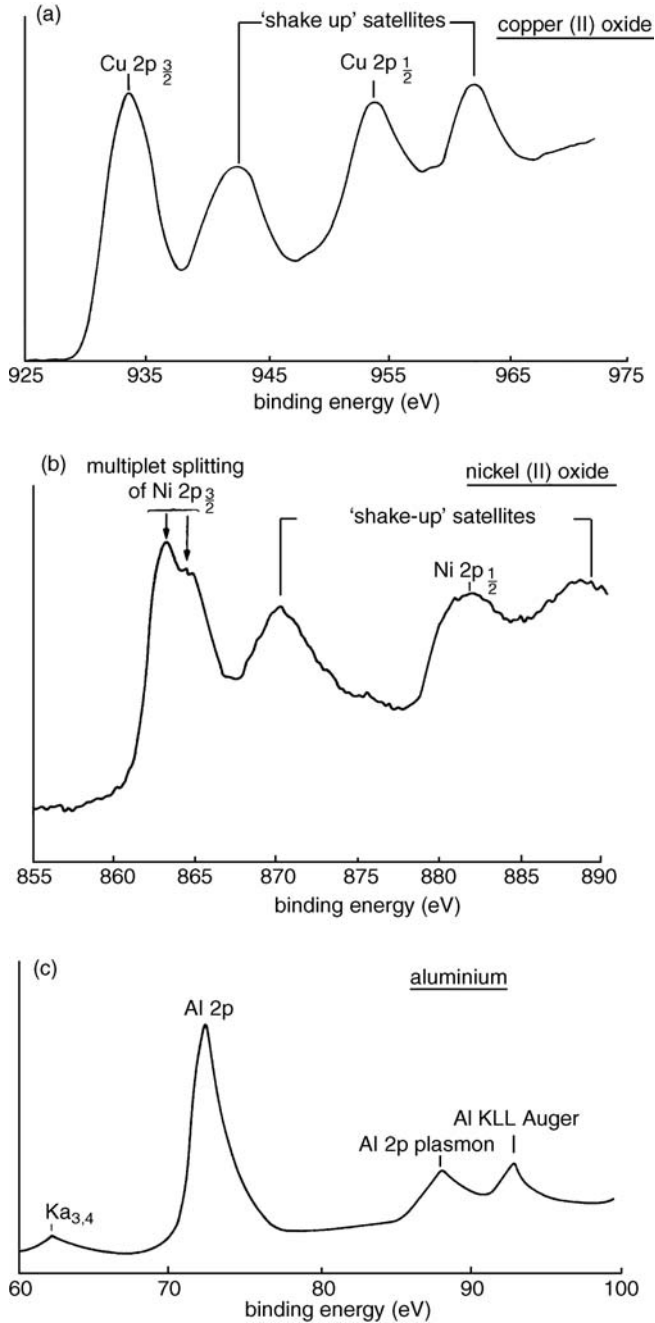 (a)
'shake up' satellites
copper (II) oxide
Cu 2p 3/2
Cu 2p 1/2
925 935 945 955 965 975
binding energy (eV)
(b)
multiplet splitting
of Ni 2p 3/2
nickel (II) oxide
'shake-up' satellites
Ni 2p 1/2
855 860 865 870 875 880 885 890
binding energy (eV)
(c)
aluminium
Al 2p
Al KLL Auger
Al 2p plasmon
Ka3,4
60 70 80 90 100
binding energy (eV)